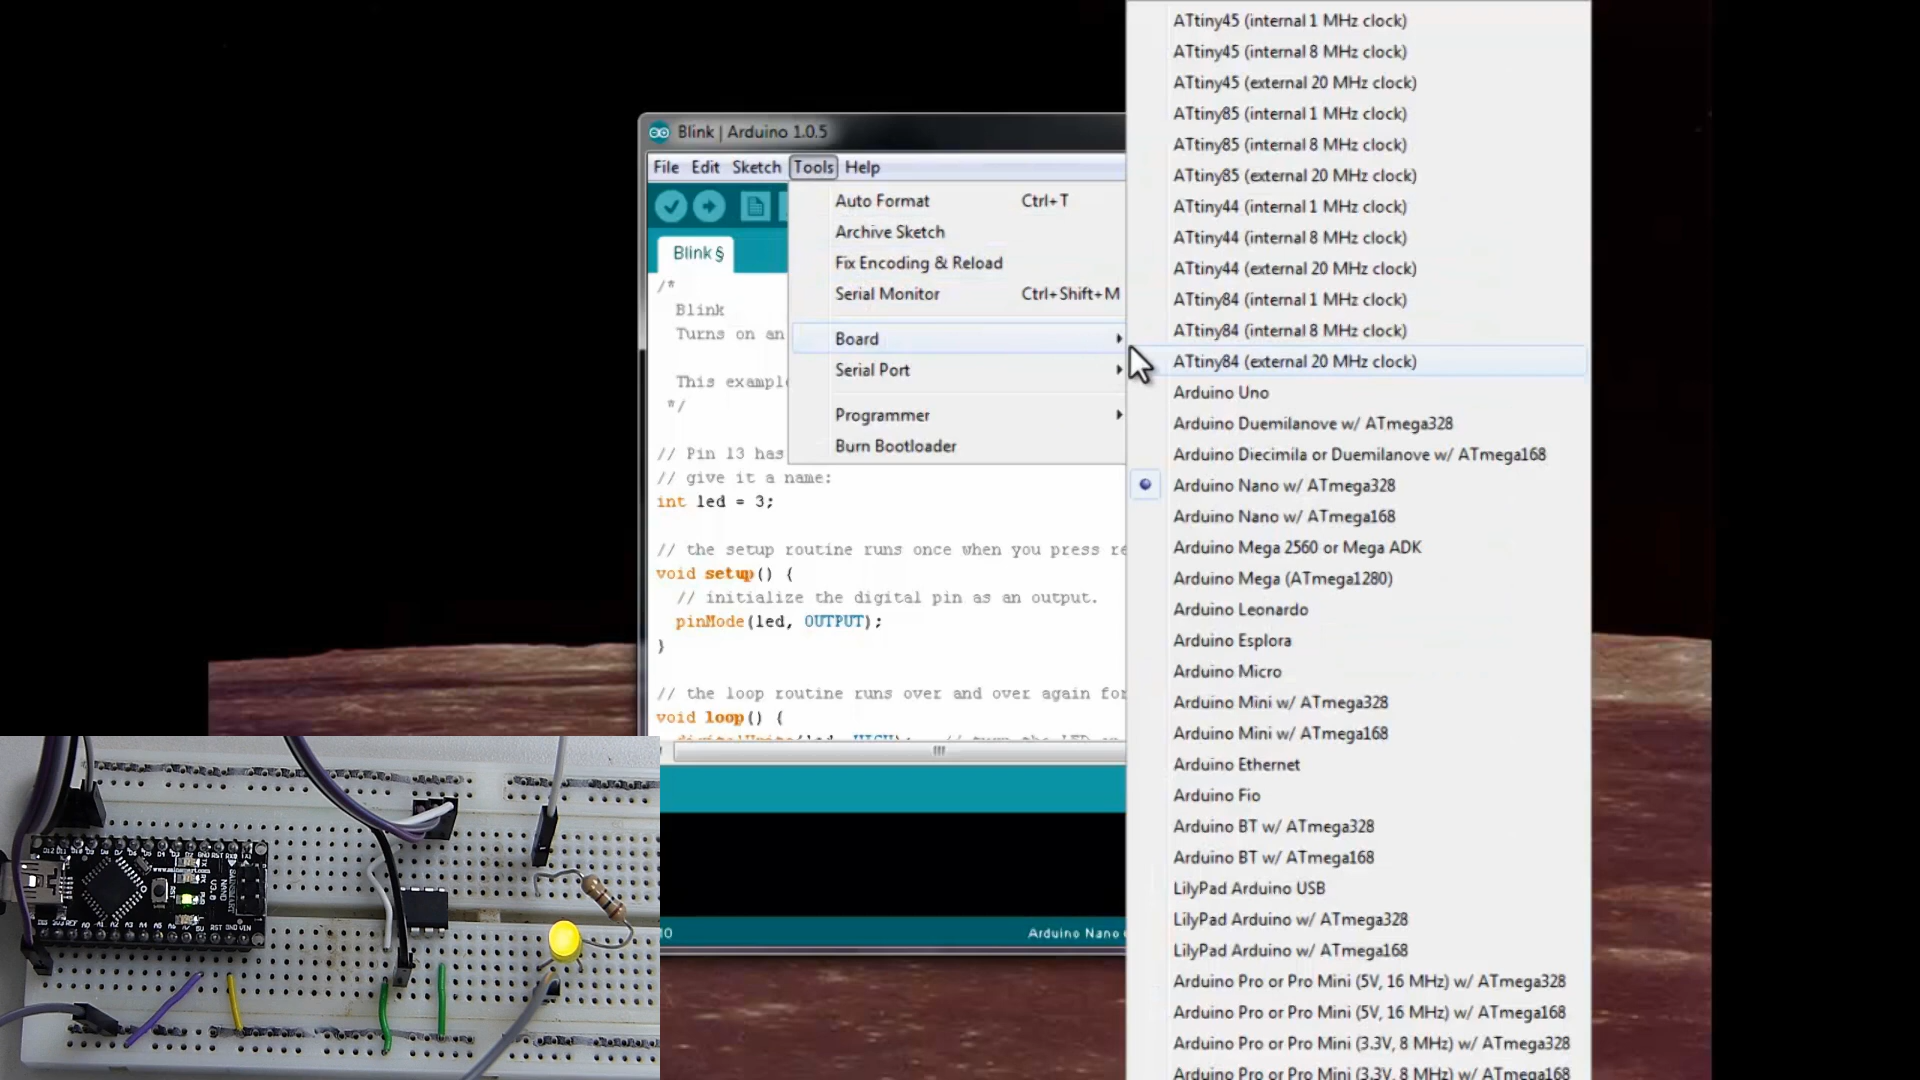 Blink | Arduino 1.0.5
File Edit Sketch Tools Help
Blink §
/*
Blink
Turns on an
This example
*/
// Pin 13 has
// give it a name:
int led = 3;
// the setup routine runs once when you press re
void setup() {
// initialize the digital pin as an output.
pinMode(led, OUTPUT);
}
// the loop routine runs over and over again for
void loop() {
Arduino Nano
Auto Format Ctrl+T
Archive Sketch
Fix Encoding & Reload
Serial Monitor Ctrl+Shift+M
Board
Serial Port
Programmer
Burn Bootloader
ATtiny45 (internal 1 MHz clock)
ATtiny45 (internal 8 MHz clock)
ATtiny45 (external 20 MHz clock)
ATtiny85 (internal 1 MHz clock)
ATtiny85 (internal 8 MHz clock)
ATtiny85 (external 20 MHz clock)
ATtiny44 (internal 1 MHz clock)
ATtiny44 (internal 8 MHz clock)
ATtiny44 (external 20 MHz clock)
ATtiny84 (internal 1 MHz clock)
ATtiny84 (internal 8 MHz clock)
ATtiny84 (external 20 MHz clock)
Arduino Uno
Arduino Duemilanove w/ ATmega328
Arduino Diecimila or Duemilanove w/ ATmega168
Arduino Nano w/ ATmega328
Arduino Nano w/ ATmega168
Arduino Mega 2560 or Mega ADK
Arduino Mega (ATmega1280)
Arduino Leonardo
Arduino Esplora
Arduino Micro
Arduino Mini w/ ATmega328
Arduino Mini w/ ATmega168
Arduino Ethernet
Arduino Fio
Arduino BT w/ ATmega328
Arduino BT w/ ATmega168
LilyPad Arduino USB
LilyPad Arduino w/ ATmega328
LilyPad Arduino w/ ATmega168
Arduino Pro or Pro Mini (5V, 16 MHz) w/ ATmega328
Arduino Pro or Pro Mini (5V, 16 MHz) w/ ATmega168
Arduino Pro or Pro Mini (3.3V, 8 MHz) w/ ATmega328
Arduino Pro or Pro Mini (3.3V, 8 MHz) w/ ATmega168